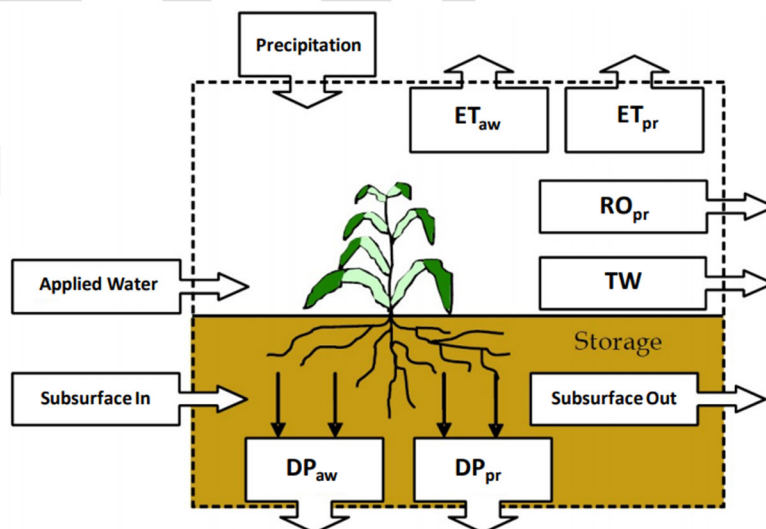 Precipitation
ETaw
ETpr
ROpr
Applied Water
TW
Storage
Subsurface In
Subsurface Out
DPaw
DPpr